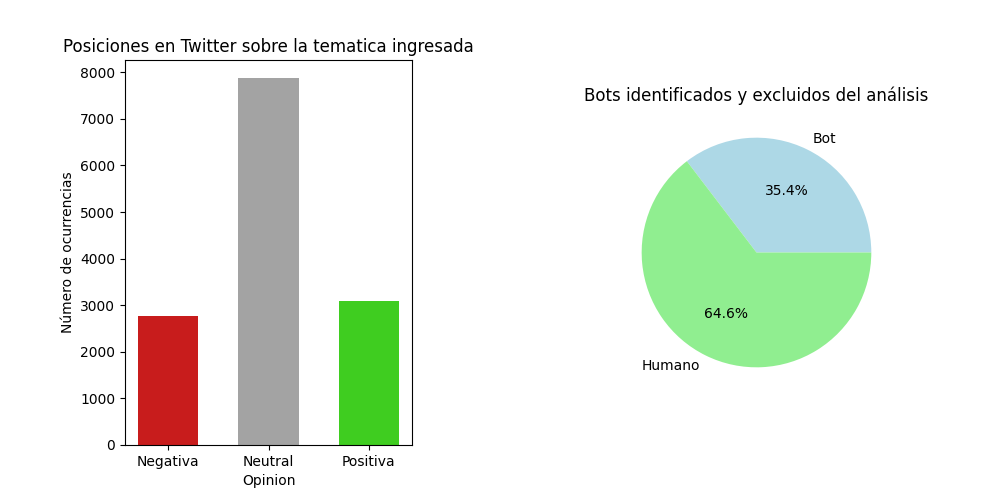 Posiciones en Twitter sobre la tematica ingresada
Número de ocurrencias
8000
7000
6000
5000
4000
3000
2000
1000
0
Negativa
Neutral
Positiva
Opinion
Bots identificados y excluidos del análisis
Bot
35.4%
64.6%
Humano